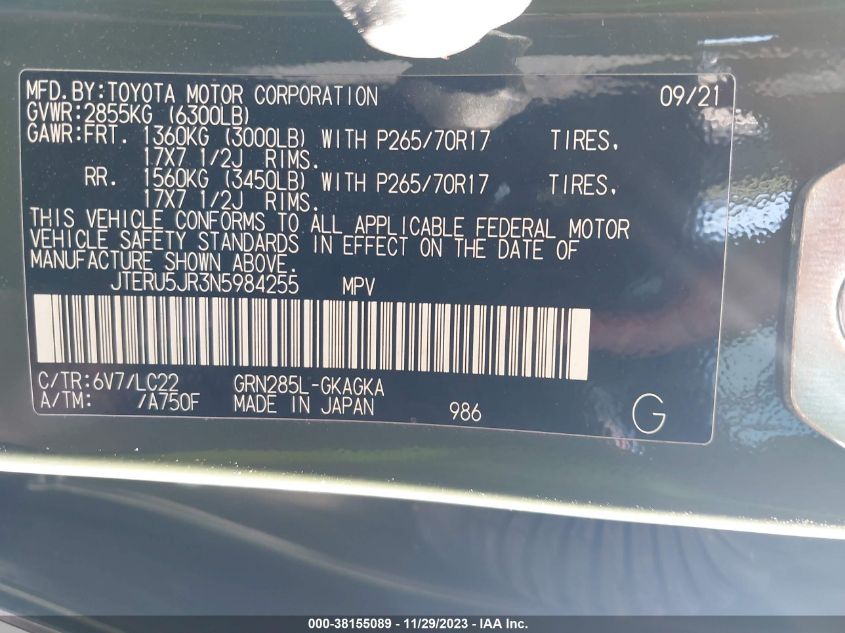 MFD.BY:TOYOTA MOTOR CORPORATION 09/21
GVWR:2855KG (6300LB)
GAWR:FRT. 1360KG (3000LB) WITH P265/70R17 TIRES,
17X7 1/2J RIMS.
RR. 1560KG (3450LB) WITH P265/70R17 TIRES,
17X7 1/2J RIMS.
THIS VEHICLE CONFORMS TO ALL APPLICABLE FEDERAL MOTOR
VEHICLE SAFETY STANDARDS IN EFFECT ON THE DATE OF
MANUFACTURE SHOWN ABOVE.
JTERU5JR3N5984255 MPV
C/TR:6V7/LC22 GRN285L-GKAGKA
A/TM: /A750F MADE IN JAPAN 986 G
000-38155089 - 11/29/2023 - IAA Inc.